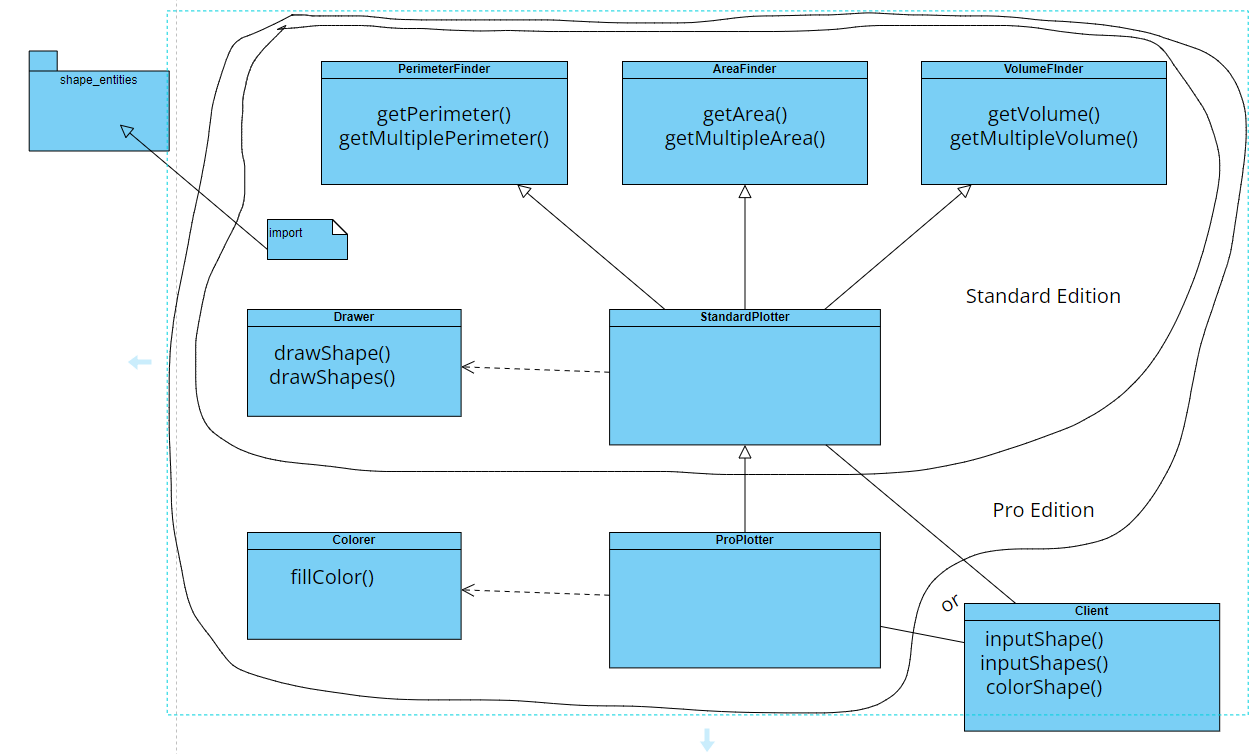 shape_entities
PerimeterFinder
getPerimeter()
getMultiplePerimeter()
AreaFinder
getArea()
getMultipleArea()
VolumeFInder
getVolume()
getMultipleVolume()
import
Drawer
drawShape()
drawShapes()
StandardPlotter
Standard Edition
Pro Edition
Colorer
fillColor()
ProPlotter
or
Client
inputShape()
inputShapes()
colorShape()